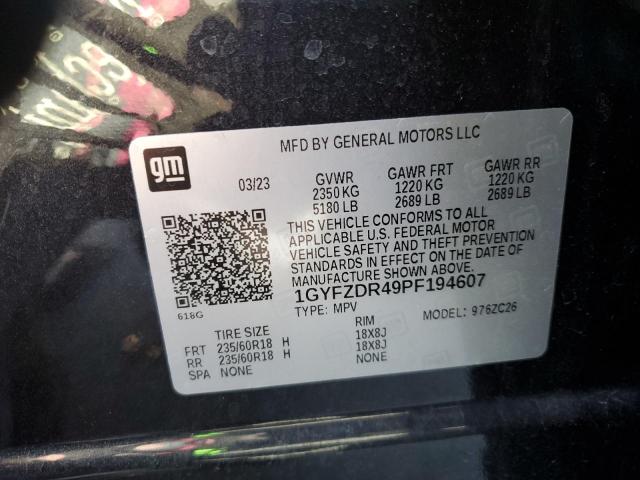 MFD BY GENERAL MOTORS LLC
gm
03/23
GVWR GAWR FRT GAWR RR
2350 KG 1220 KG 1220 KG
5180 LB 2689 LB 2689 LB
THIS VEHICLE CONFORMS TO ALL
APPLICABLE U.S. FEDERAL MOTOR
VEHICLE SAFETY AND THEFT PREVENTION
STANDARDS IN EFFECT ON THE DATE
OF MANUFACTURE SHOWN ABOVE.
1GYFZDR49PF194607
TYPE: MPV MODEL: 976ZC26
618G
TIRE SIZE RIM
FRT 235/60R18 H 18X8J
RR 235/60R18 H 18X8J
SPA NONE NONE